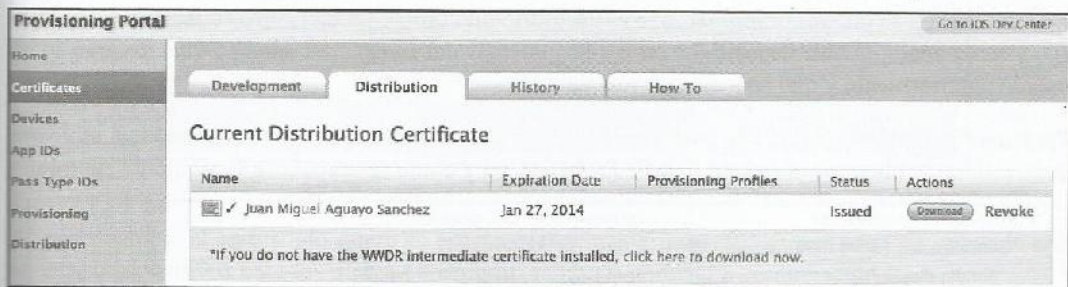 Provisioning Portal
Go to iOS Dev Center
Home
Certificates
Devices
App IDs
Pass Type IDs
Provisioning
Distribution
Development Distribution History How To
Current Distribution Certificate
Name Expiration Date Provisioning Profiles Status Actions
✓ Juan Miguel Aguayo Sanchez Jan 27, 2014 Issued Download Revoke
*If you do not have the WWDR intermediate certificate installed, click here to download now.